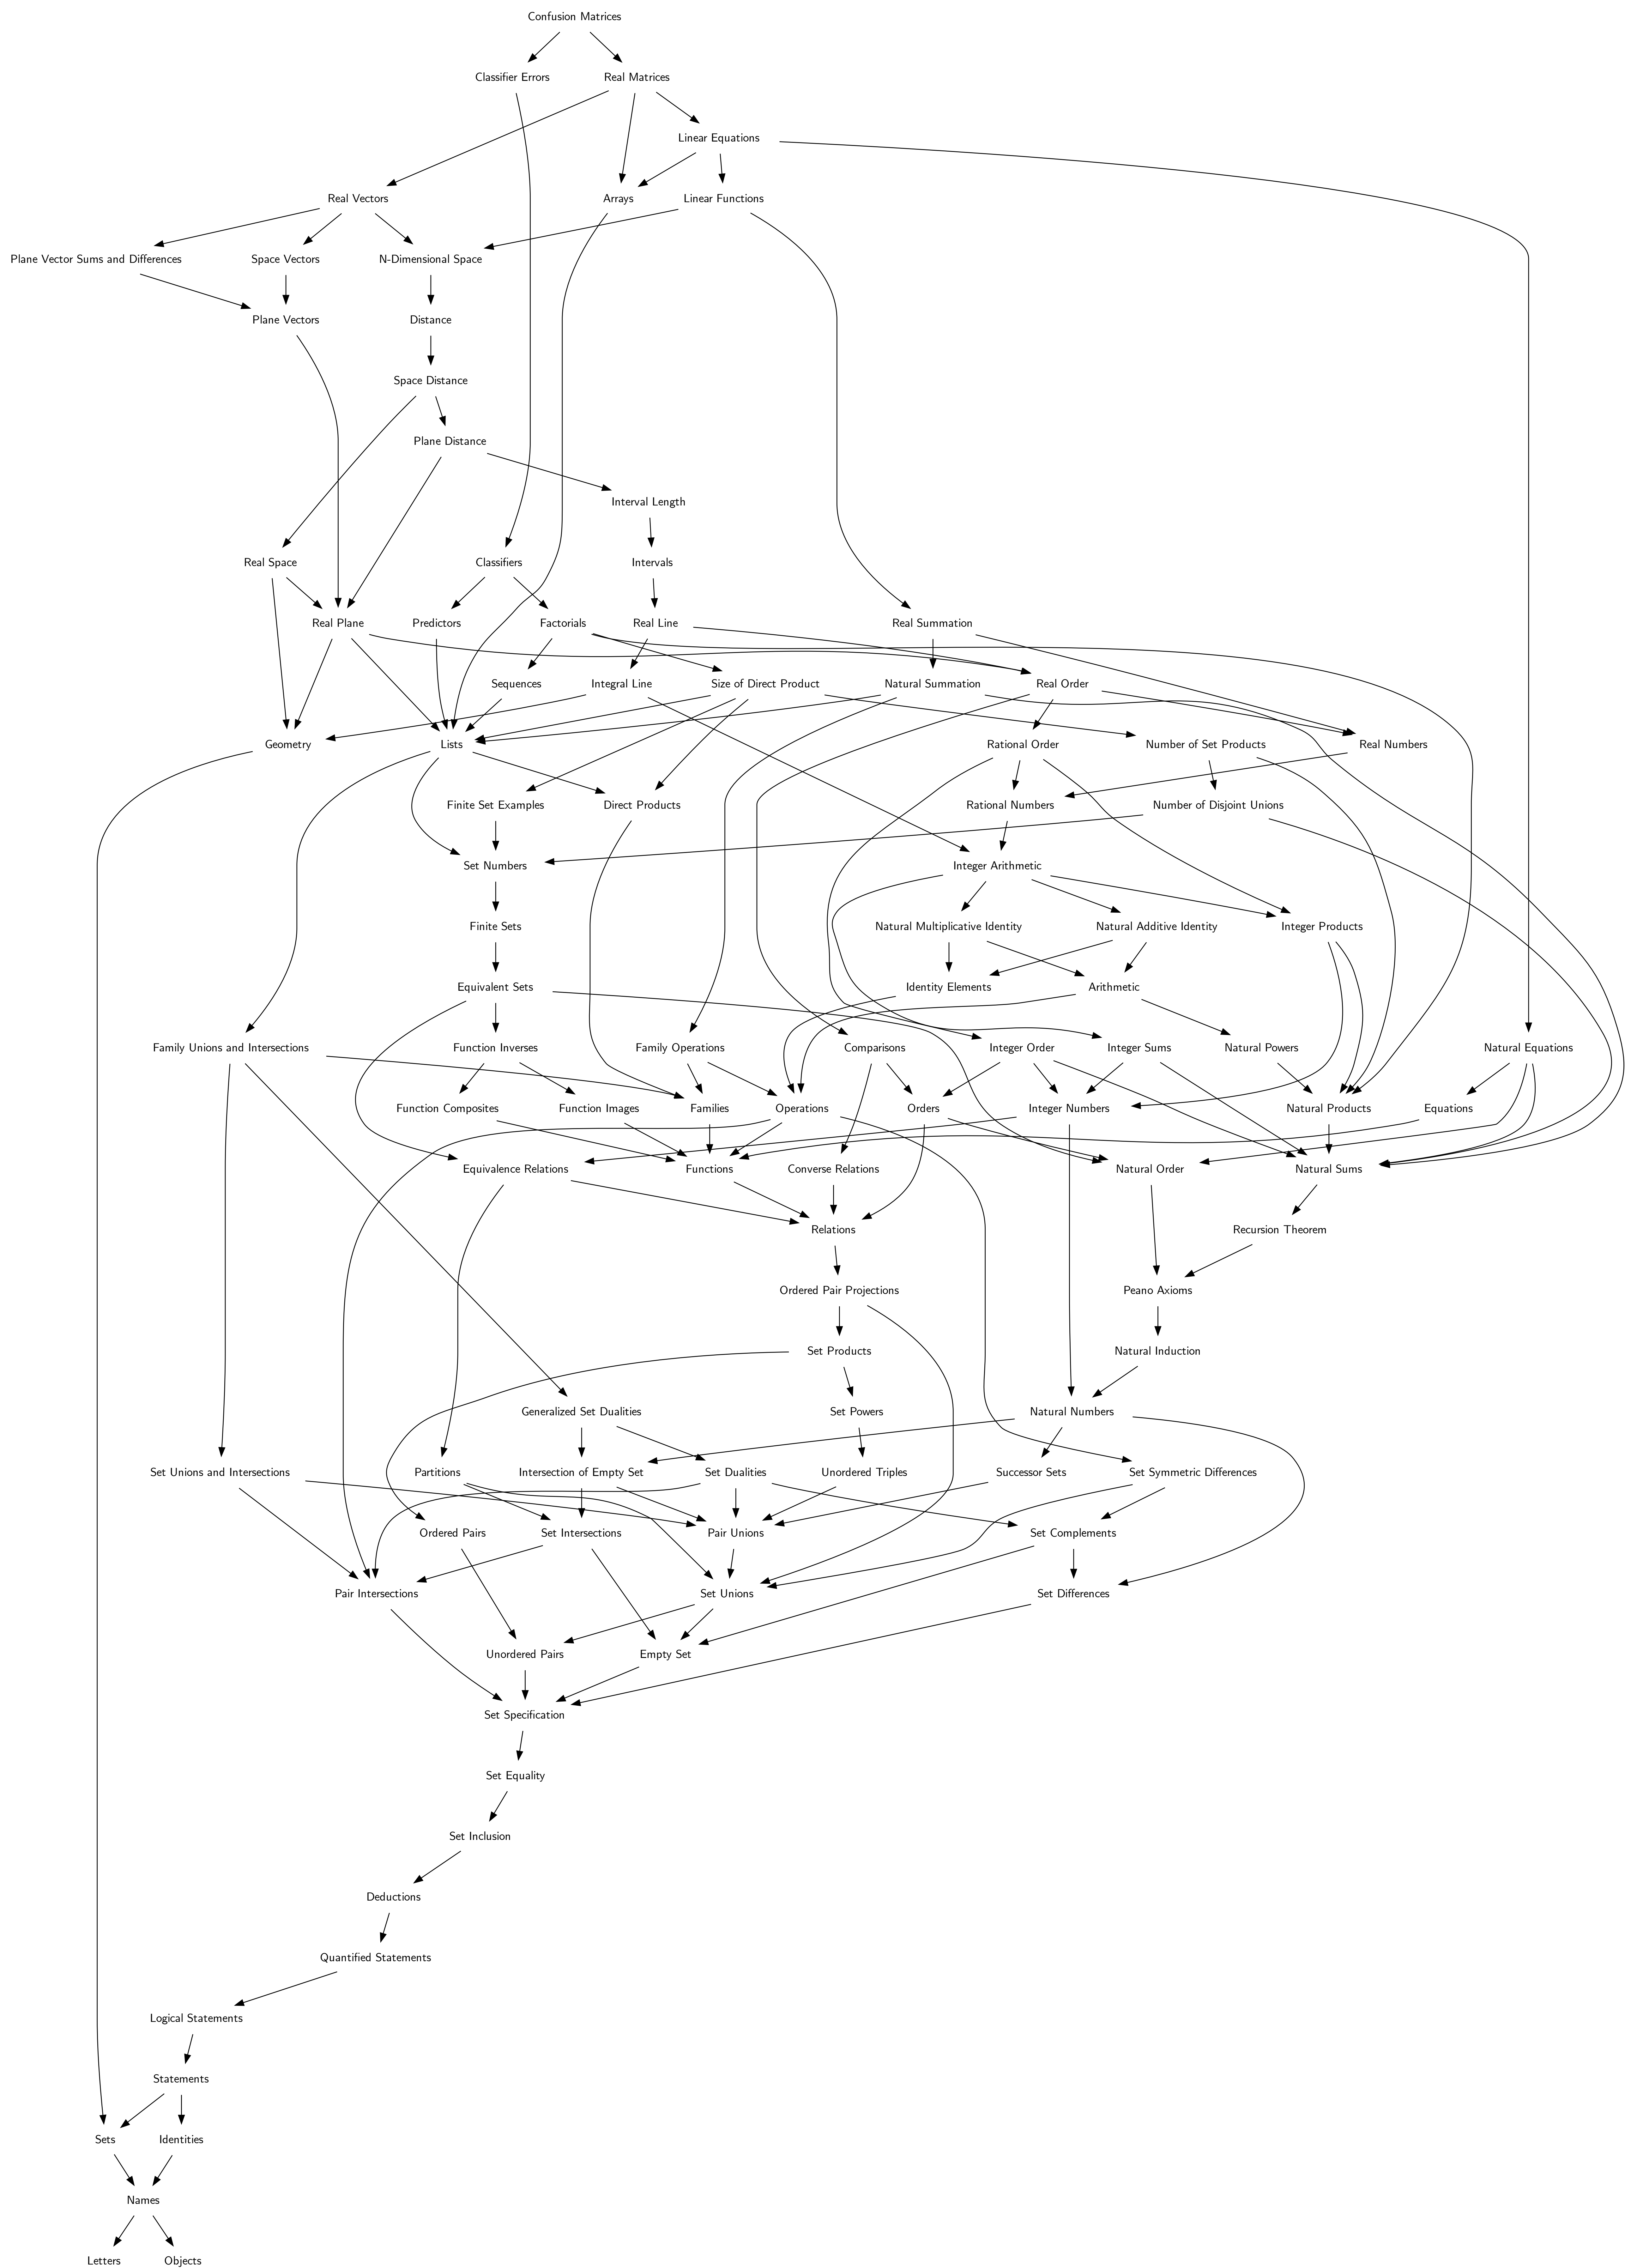 Confusion Matrices
Classifier Errors
Real Matrices
Linear Equations
Real Vectors
Arrays
Linear Functions
Plane Vector Sums and Differences
Space Vectors
N-Dimensional Space
Plane Vectors
Distance
Space Distance
Plane Distance
Interval Length
Real Space
Classifiers
Intervals
Real Plane
Predictors
Factorials
Real Line
Real Summation
Sequences
Integral Line
Size of Direct Product
Natural Summation
Real Order
Geometry
Lists
Rational Order
Number of Set Products
Real Numbers
Finite Set Examples
Direct Products
Rational Numbers
Number of Disjoint Unions
Set Numbers
Integer Arithmetic
Finite Sets
Natural Multiplicative Identity
Natural Additive Identity
Integer Products
Equivalent Sets
Identity Elements
Arithmetic
Family Unions and Intersections
Function Inverses
Family Operations
Comparisons
Integer Order
Integer Sums
Natural Powers
Natural Equations
Function Composites
Function Images
Families
Operations
Orders
Integer Numbers
Natural Products
Equations
Equivalence Relations
Functions
Converse Relations
Natural Order
Natural Sums
Relations
Recursion Theorem
Ordered Pair Projections
Peano Axioms
Set Products
Natural Induction
Generalized Set Dualities
Set Powers
Natural Numbers
Set Unions and Intersections
Partitions
Intersection of Empty Set
Set Dualities
Unordered Triples
Successor Sets
Set Symmetric Differences
Ordered Pairs
Set Intersections
Pair Unions
Set Complements
Pair Intersections
Set Unions
Set Differences
Unordered Pairs
Empty Set
Set Specification
Set Equality
Set Inclusion
Deductions
Quantified Statements
Logical Statements
Statements
Sets
Identities
Names
Letters
Objects